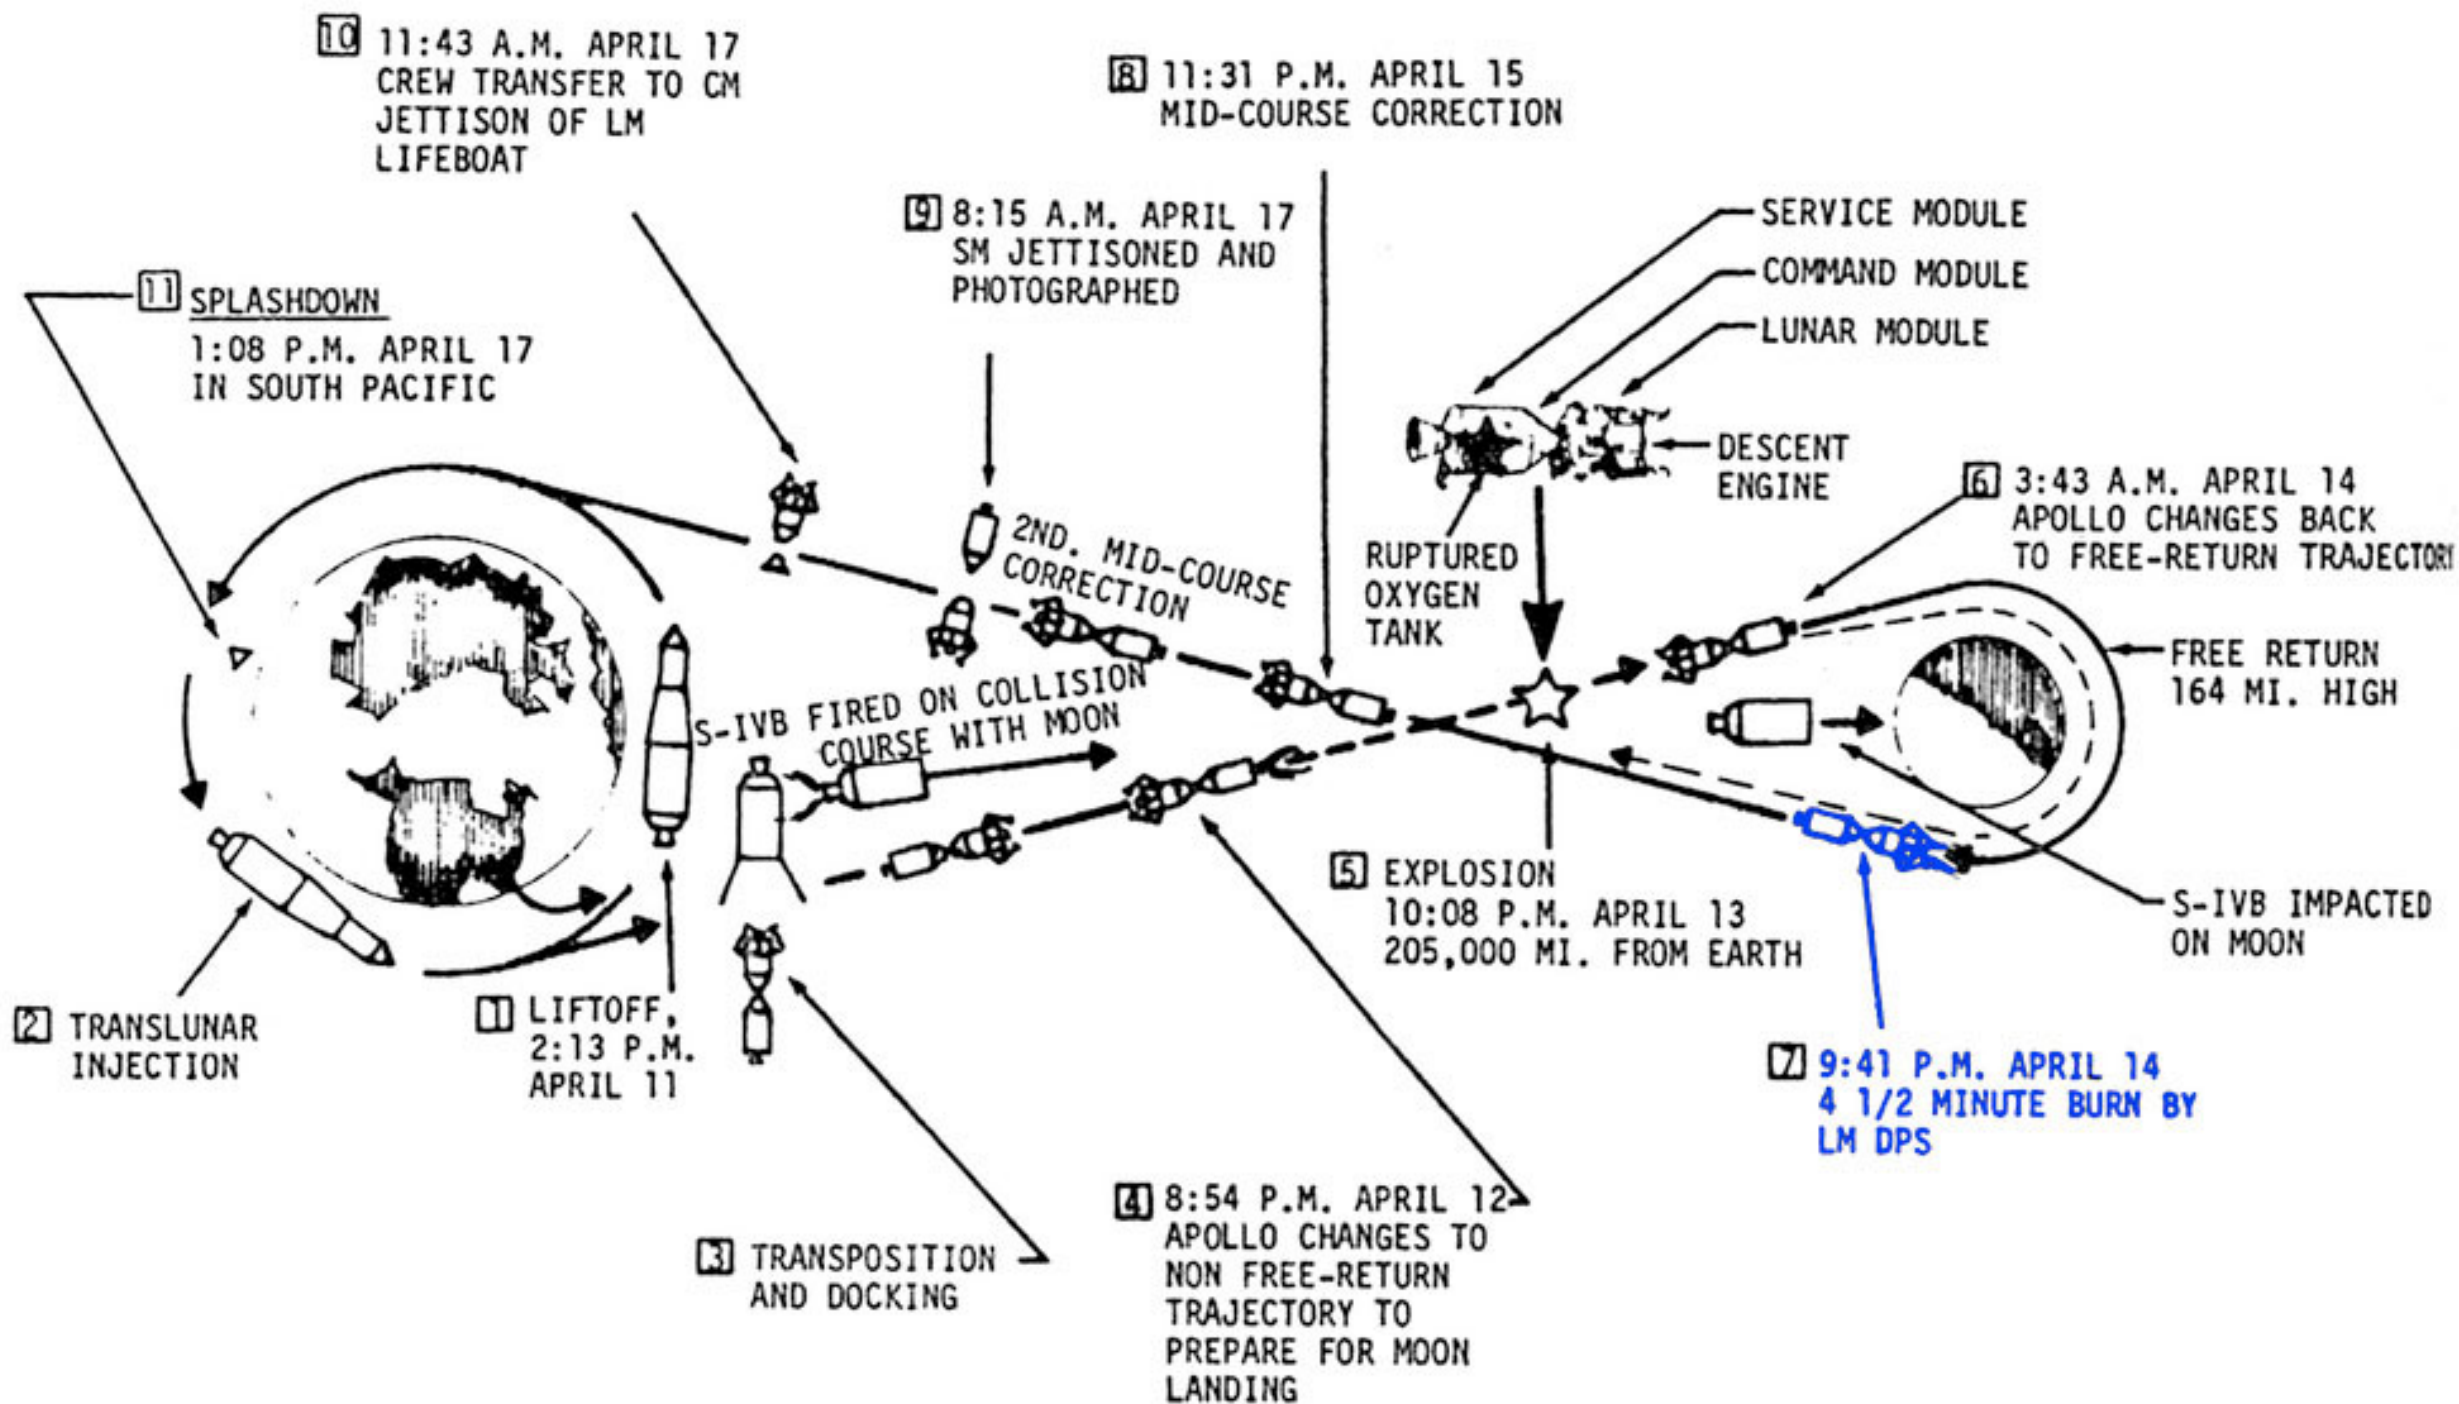 10 11:43 A.M. APRIL 17
CREW TRANSFER TO CM
JETTISON OF LM
LIFEBOAT
8 11:31 P.M. APRIL 15
MID-COURSE CORRECTION
9 8:15 A.M. APRIL 17
SM JETTISONED AND
PHOTOGRAPHED
SERVICE MODULE
COMMAND MODULE
LUNAR MODULE
11 SPLASHDOWN
1:08 P.M. APRIL 17
IN SOUTH PACIFIC
DESCENT
ENGINE
6 3:43 A.M. APRIL 14
APOLLO CHANGES BACK
TO FREE-RETURN TRAJECTORY
2ND. MID-COURSE
CORRECTION
RUPTURED
OXYGEN
TANK
FREE RETURN
164 MI. HIGH
S-IVB FIRED ON COLLISION
COURSE WITH MOON
5 EXPLOSION
10:08 P.M. APRIL 13
205,000 MI. FROM EARTH
S-IVB IMPACTED
ON MOON
2 TRANSLUNAR
INJECTION
1 LIFTOFF,
2:13 P.M.
APRIL 11
7 9:41 P.M. APRIL 14
4 1/2 MINUTE BURN BY
LM DPS
3 TRANSPOSITION
AND DOCKING
4 8:54 P.M. APRIL 12
APOLLO CHANGES TO
NON FREE-RETURN
TRAJECTORY TO
PREPARE FOR MOON
LANDING